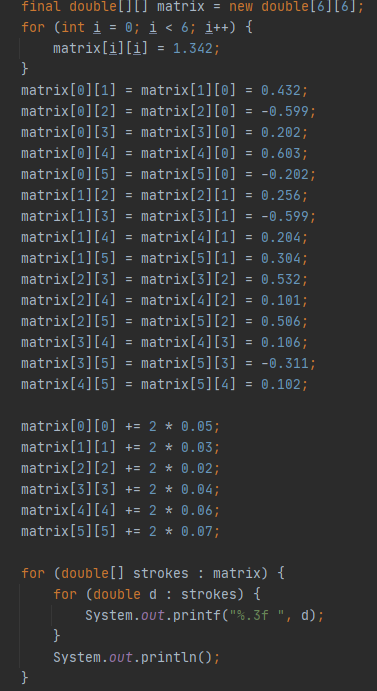 final double[][] matrix = new double[6][6];
for (int i = 0; i < 6; i++) {
    matrix[i][i] = 1.342;
}
matrix[0][1] = matrix[1][0] = 0.432;
matrix[0][2] = matrix[2][0] = -0.599;
matrix[0][3] = matrix[3][0] = 0.202;
matrix[0][4] = matrix[4][0] = 0.603;
matrix[0][5] = matrix[5][0] = -0.202;
matrix[1][2] = matrix[2][1] = 0.256;
matrix[1][3] = matrix[3][1] = -0.599;
matrix[1][4] = matrix[4][1] = 0.204;
matrix[1][5] = matrix[5][1] = 0.304;
matrix[2][3] = matrix[3][2] = 0.532;
matrix[2][4] = matrix[4][2] = 0.101;
matrix[2][5] = matrix[5][2] = 0.506;
matrix[3][4] = matrix[4][3] = 0.106;
matrix[3][5] = matrix[5][3] = -0.311;
matrix[4][5] = matrix[5][4] = 0.102;

matrix[0][0] += 2 * 0.05;
matrix[1][1] += 2 * 0.03;
matrix[2][2] += 2 * 0.02;
matrix[3][3] += 2 * 0.04;
matrix[4][4] += 2 * 0.06;
matrix[5][5] += 2 * 0.07;

for (double[] strokes : matrix) {
    for (double d : strokes) {
        System.out.printf("%.3f ", d);
    }
    System.out.println();
}